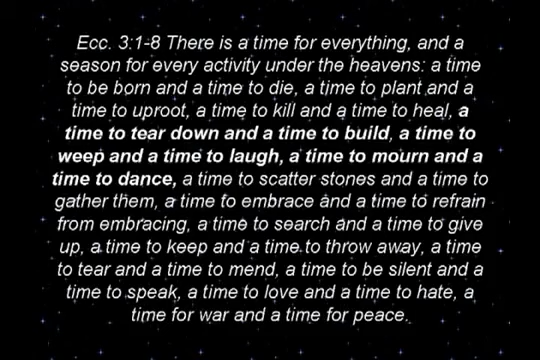 Ecc. 3:1-8 There is a time for everything, and a
season for every activity under the heavens: a time
to be born and a time to die, a time to plant and a
time to uproot, a time to kill and a time to heal, a
time to tear down and a time to build, a time to
weep and a time to laugh, a time to mourn and a
time to dance, a time to scatter stones and a time to
gather them, a time to embrace and a time to refrain
from embracing, a time to search and a time to give
up, a time to keep and a time to throw away, a time
to tear and a time to mend, a time to be silent and a
time to speak, a time to love and a time to hate, a
time for war and a time for peace.